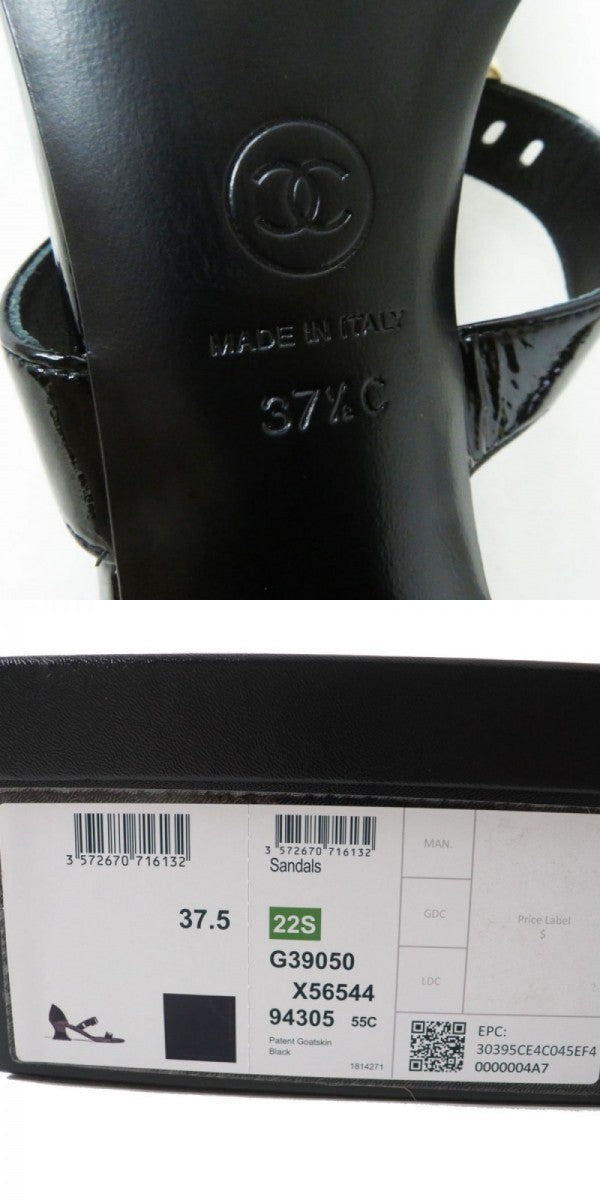 MADE IN ITALY
37½ C
3 572670 716132
3 572670 716132
Sandals
37.5
22S
G39050
X56544
94305 55C
Patent Goatskin
Black
1814271
MAN.
GDC
LDC
Price Label
$
EPC:
30395CE4C045EF4
0000004A7